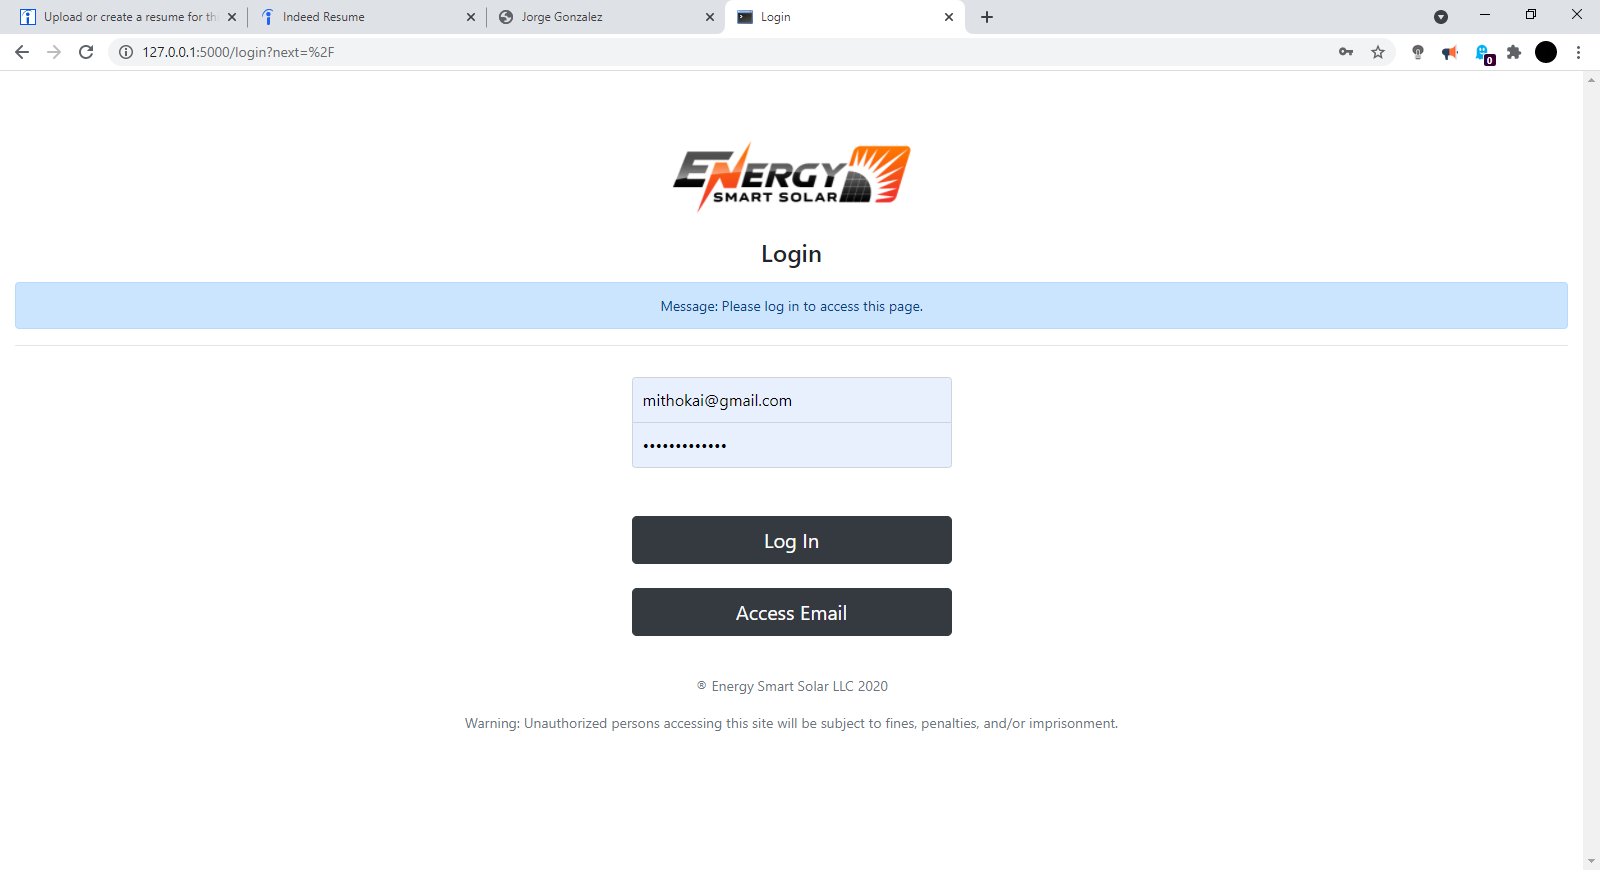 Upload or create a resume for thi
Indeed Resume
Jorge Gonzalez
Login
127.0.0.1:5000/login?next=%2F
0
ENERGY
SMART SOLAR
Login
Message: Please log in to access this page.
mithokai@gmail.com
•••••••••••••
Log In
Access Email
® Energy Smart Solar LLC 2020
Warning: Unauthorized persons accessing this site will be subject to fines, penalties, and/or imprisonment.